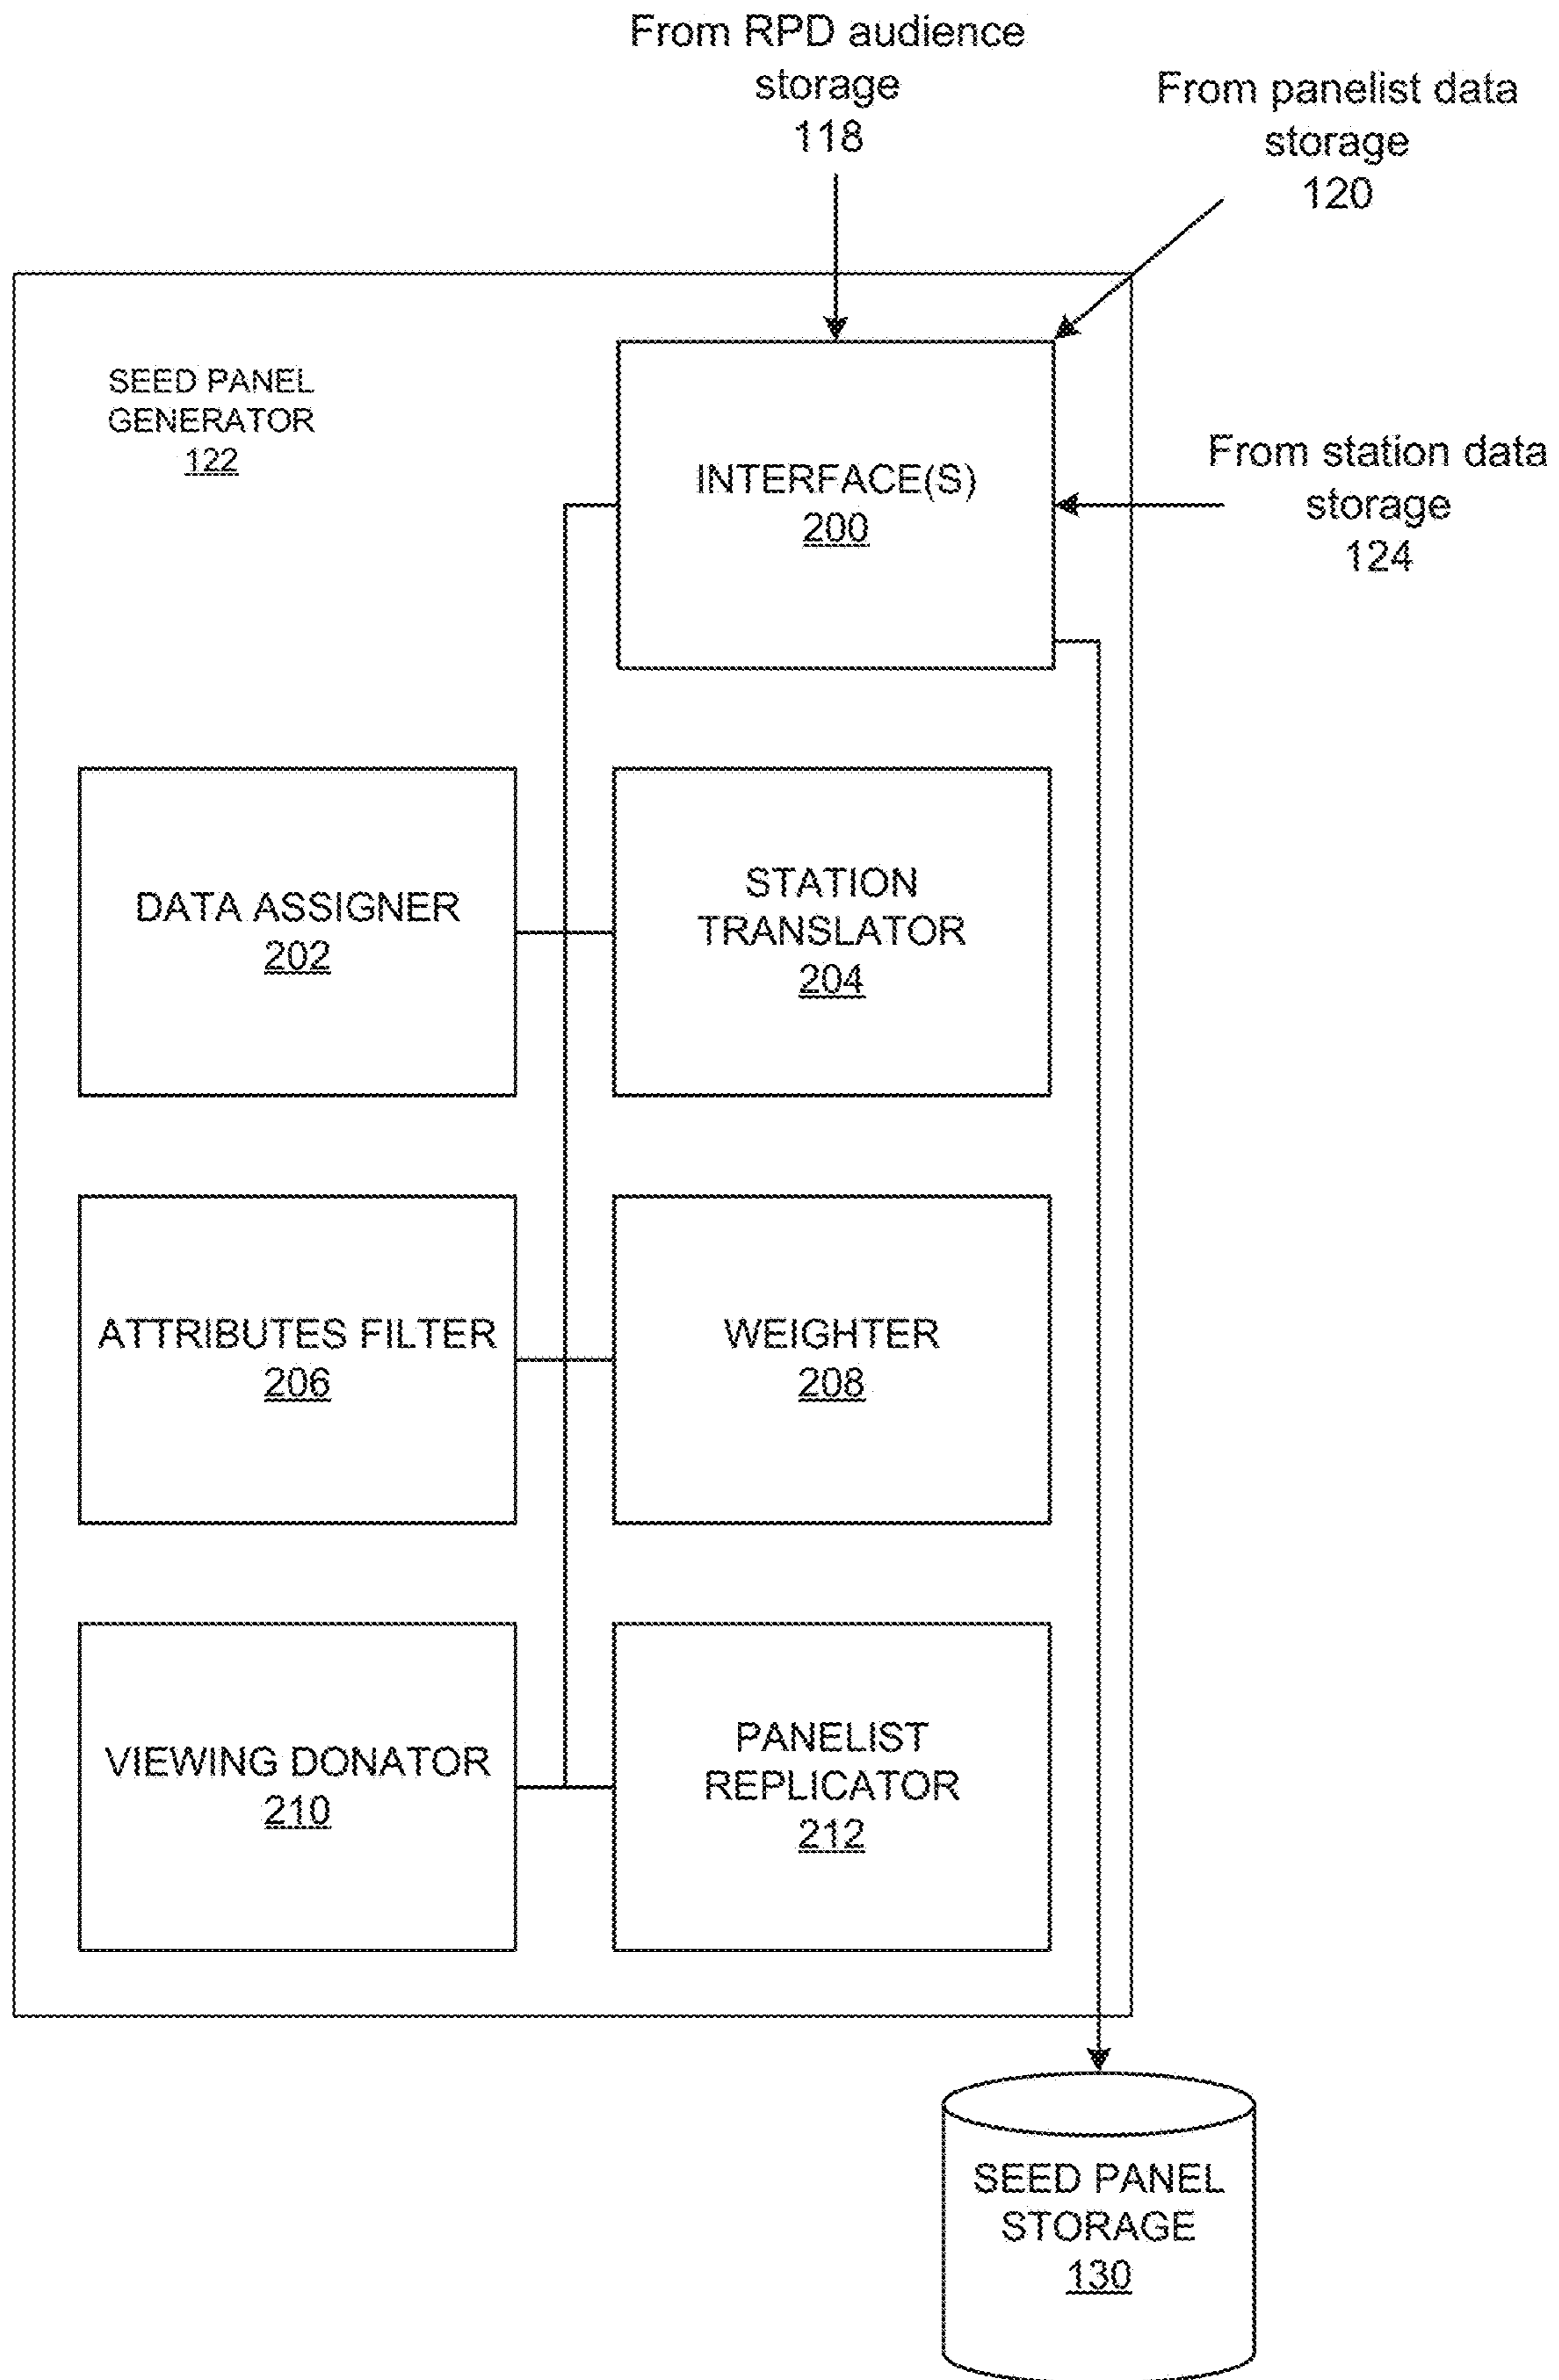 From RPD audience
storage
118
From panelist data
storage
120
SEED PANEL
GENERATOR
122
INTERFACE(S)
200
From station data
storage
124
DATA ASSIGNER
202
STATION
TRANSLATOR
204
ATTRIBUTES FILTER
206
WEIGHTER
208
VIEWING DONATOR
210
PANELIST
REPLICATOR
212
SEED PANEL
STORAGE
130